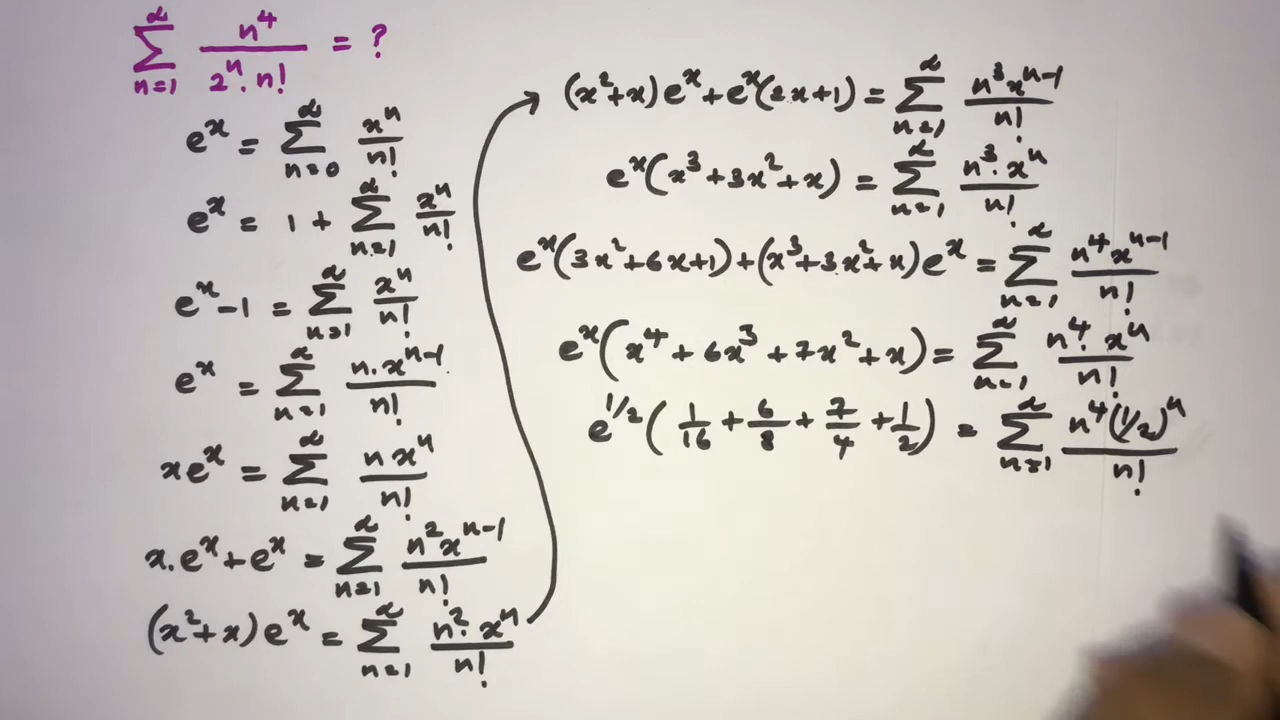 ∑_{n=1}^{∝} n⁴/(2ⁿ · n!) = ?
eˣ = ∑_{n=0}^{∝} xⁿ/n!
eˣ = 1 + ∑_{n=1}^{∝} xⁿ/n!
eˣ - 1 = ∑_{n=1}^{∝} xⁿ/n!
eˣ = ∑_{n=1}^{∝} n·xⁿ⁻¹/n!
xeˣ = ∑_{n=1}^{∝} nxⁿ/n!
x·eˣ + eˣ = ∑_{n=1}^{∝} n²xⁿ⁻¹/n!
(x² + x)eˣ = ∑_{n=1}^{∝} n²·xⁿ/n!
(x² + x)eˣ + eˣ(2x + 1) = ∑_{n=1}^{∝} n³xⁿ⁻¹/n!
eˣ(x³ + 3x² + x) = ∑_{n=1}^{∝} n³·xⁿ/n!
eˣ(3x² + 6x + 1) + (x³ + 3x² + x)eˣ = ∑_{n=1}^{∝} n⁴xⁿ⁻¹/n!
eˣ(x⁴ + 6x³ + 7x² + x) = ∑_{n=1}^{∝} n⁴·xⁿ/n!
e^{1/2}(1/16 + 6/8 + 7/4 + 1/2) = ∑_{n=1}^{∝} n⁴(1/2)ⁿ/n!